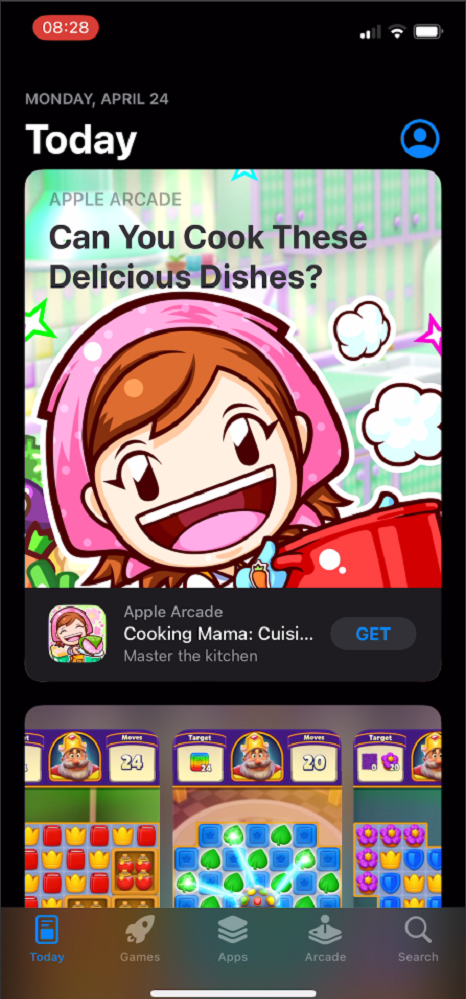 08:28
MONDAY, APRIL 24
Today
APPLE ARCADE
Can You Cook These
Delicious Dishes?
Apple Arcade
Cooking Mama: Cuisi...
GET
Master the kitchen
Moves
24
Target
24
Moves
20
Target
0
20
Today
Games
Apps
Arcade
Search